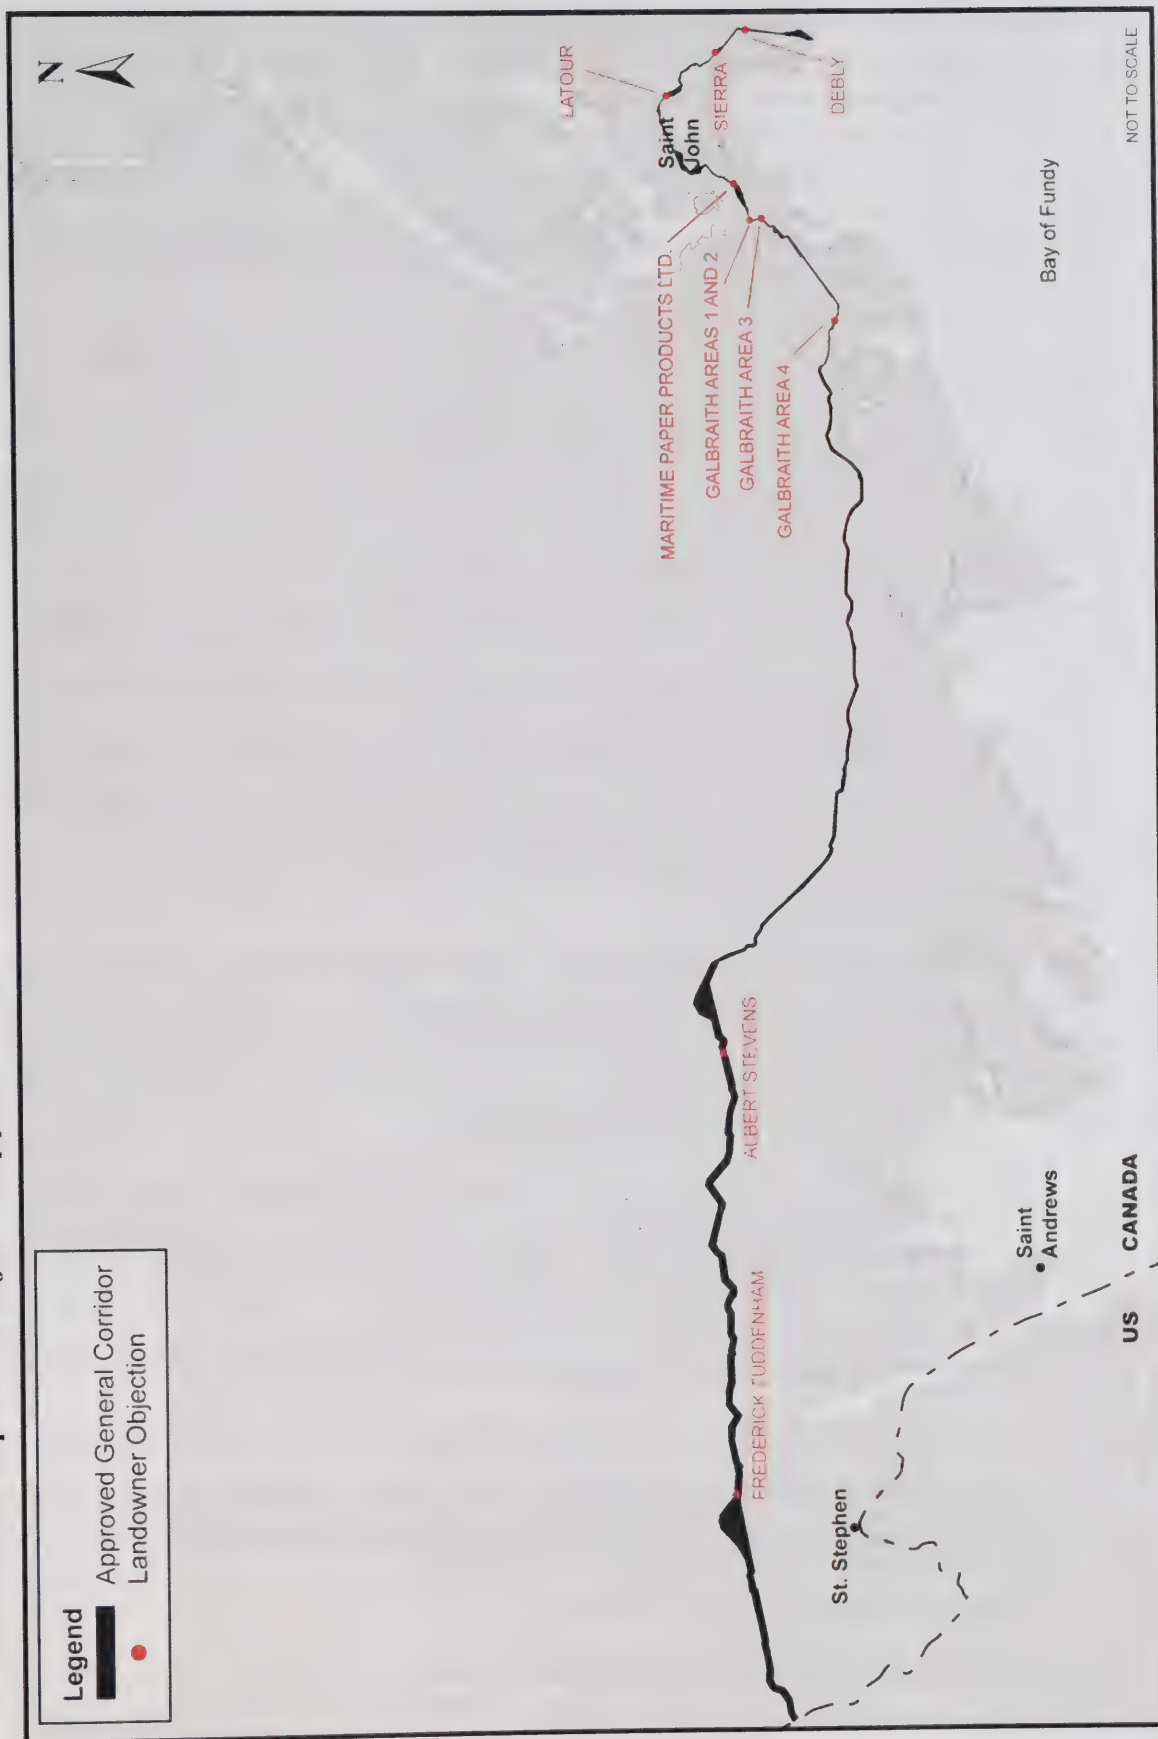 N
Legend
Approved General Corridor
Landowner Objection
LATOUR
Saint
John
SIERRA
DEBLY
MARITIME PAPER PRODUCTS LTD.
GALBRAITH AREAS 1 AND 2
GALBRAITH AREA 3
GALBRAITH AREA 4
ALBERT STEVENS
FREDERICK TUDDENHAM
St. Stephen
Saint
Andrews
US CANADA
Bay of Fundy
NOT TO SCALE